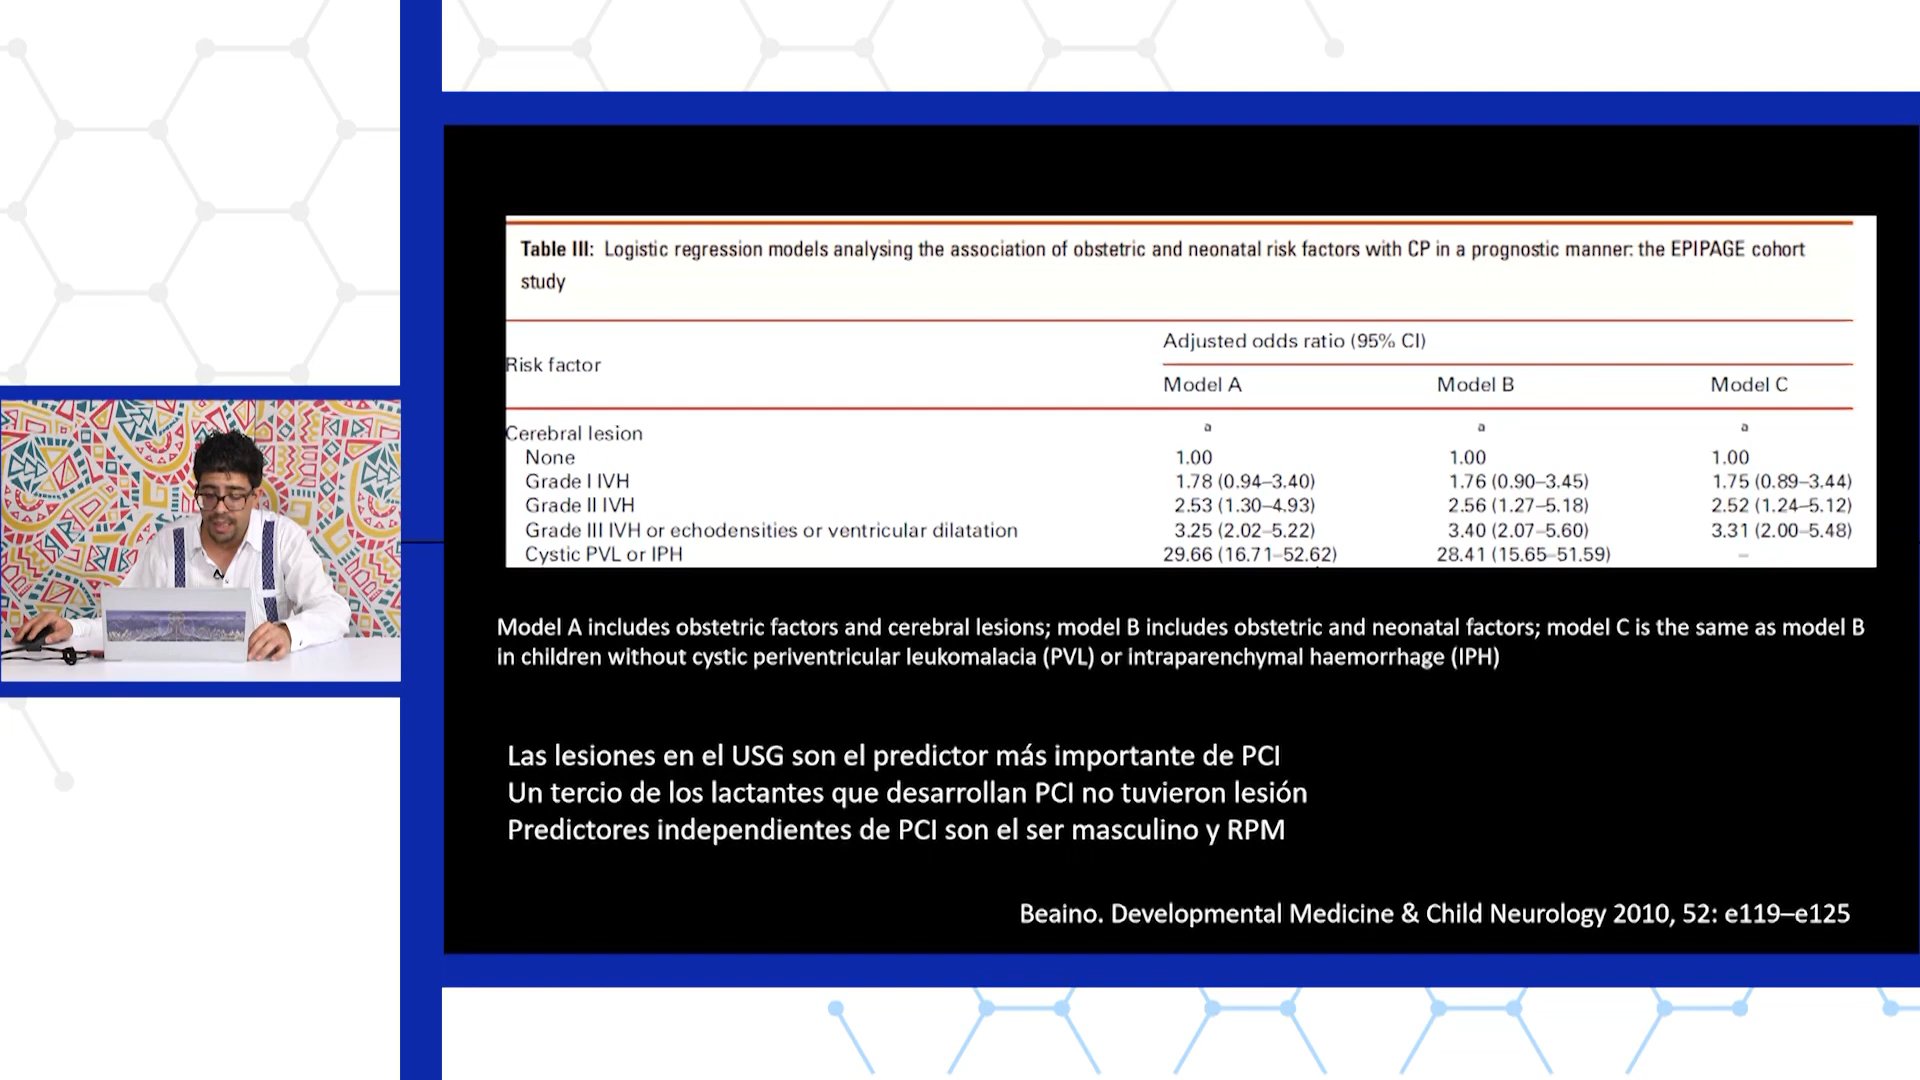 Table III: Logistic regression models analysing the association of obstetric and neonatal risk factors with CP in a prognostic manner: the EPIPAGE cohort
study
Adjusted odds ratio (95% CI)
Risk factor
Model A Model B Model C
Cerebral lesion a a a
None 1.00 1.00 1.00
Grade I IVH 1.78 (0.94–3.40) 1.76 (0.90–3.45) 1.75 (0.89–3.44)
Grade II IVH 2.53 (1.30–4.93) 2.56 (1.27–5.18) 2.52 (1.24–5.12)
Grade III IVH or echodensities or ventricular dilatation 3.25 (2.02–5.22) 3.40 (2.07–5.60) 3.31 (2.00–5.48)
Cystic PVL or IPH 29.66 (16.71–52.62) 28.41 (15.65–51.59) –
Model A includes obstetric factors and cerebral lesions; model B includes obstetric and neonatal factors; model C is the same as model B
in children without cystic periventricular leukomalacia (PVL) or intraparenchymal haemorrhage (IPH)
Las lesiones en el USG son el predictor más importante de PCI
Un tercio de los lactantes que desarrollan PCI no tuvieron lesión
Predictores independientes de PCI son el ser masculino y RPM
Beaino. Developmental Medicine & Child Neurology 2010, 52: e119–e125